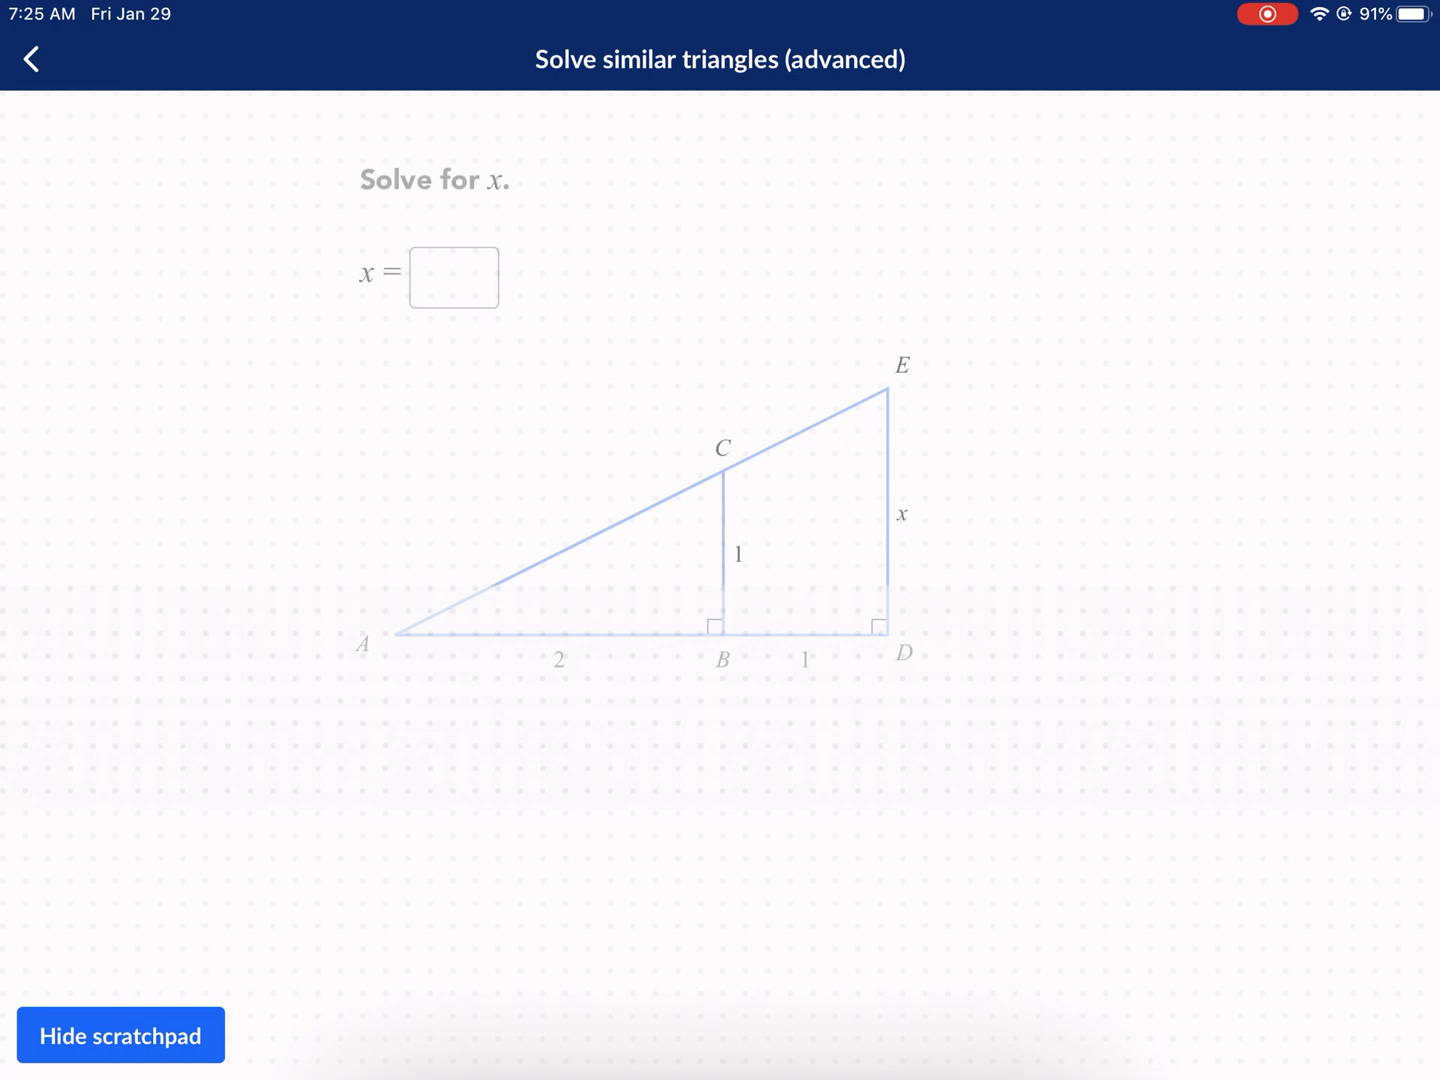 7:25 AM Fri Jan 29 91%
Solve similar triangles (advanced)
Solve for x.
x =
E
C
x
1
A
2
B
1
D
Hide scratchpad